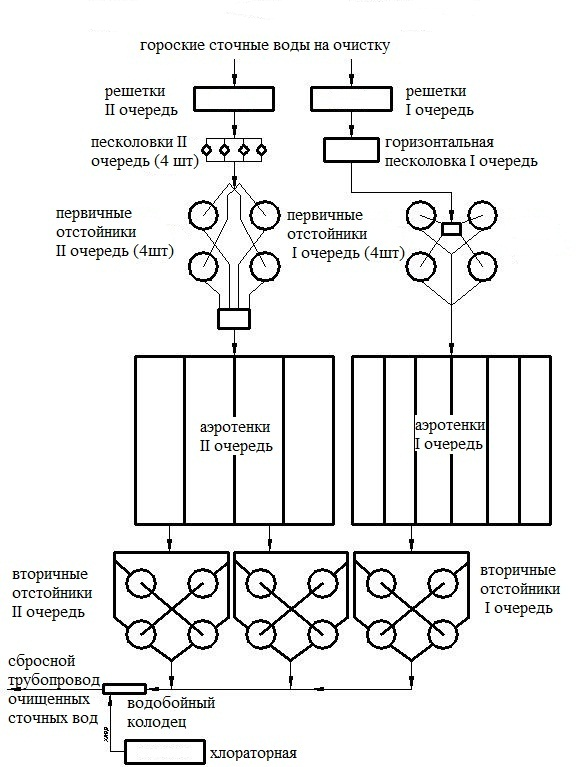 гороские сточные воды на очистку
решетки
II очередь
решетки
I очередь
песколовки II
очередь (4 шт)
горизонтальная
песколовка I очередь
первичные
отстойники
II очередь (4шт)
первичные
отстойники
I очередь (4шт)
аэротенки
II очередь
аэротенки
I очередь
вторичные
отстойники
II очередь
вторичные
отстойники
I очередь
сбросной
трубопровод
очищенных
сточных вод
водобойный
колодец
хлор
хлораторная